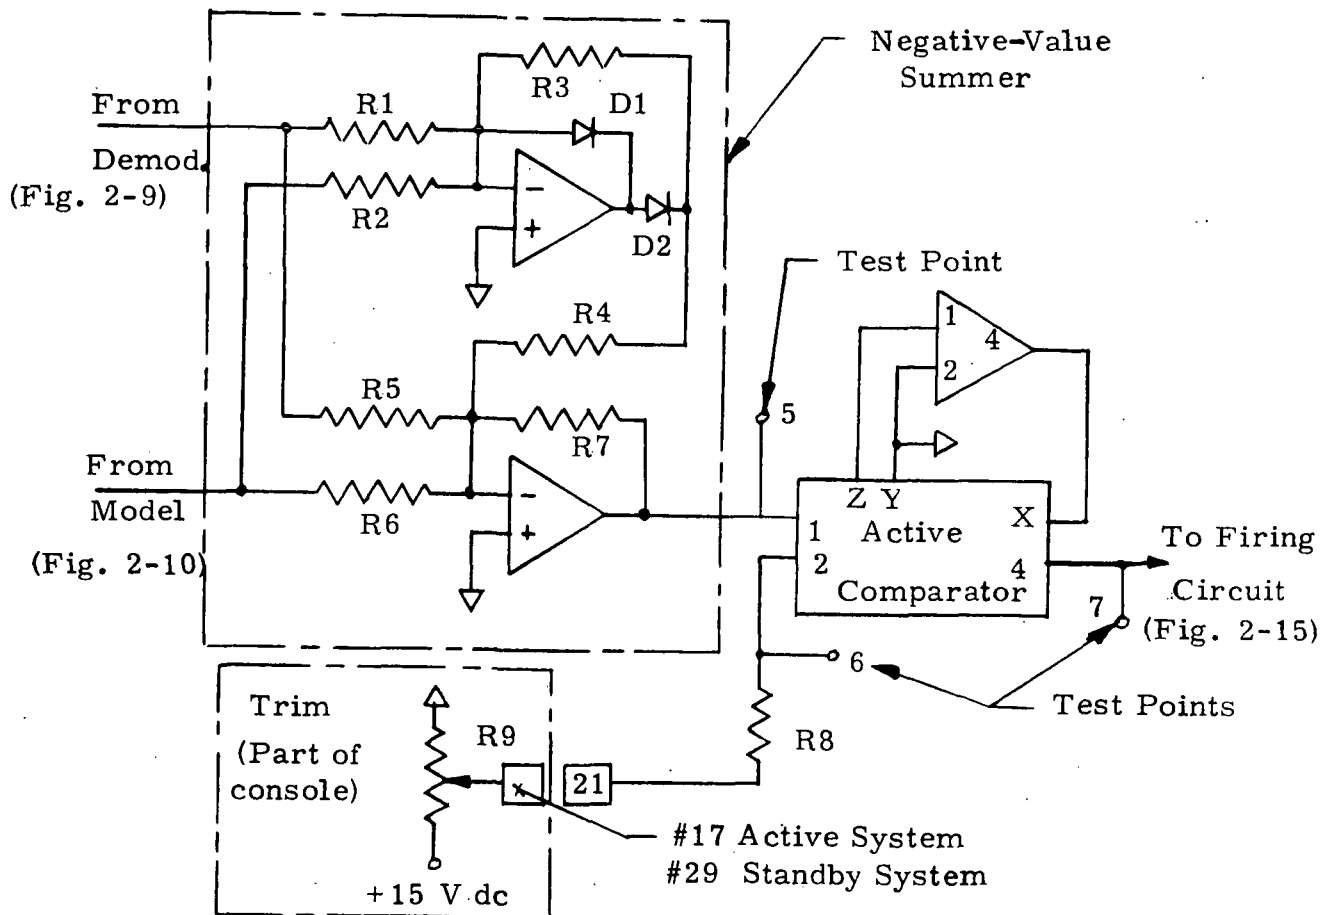 Negative-Value
Summer
R3
From
R1
D1
Demod.
(Fig. 2-9)
R2
−
+
D2
Test Point
R4
1
4
2
R5
5
R7
From
Model
(Fig. 2-10)
R6
−
+
Z Y
X
1
Active
2
4
Comparator
To Firing
Circuit
(Fig. 2-15)
7
6
Test Points
Trim
(Part of
console)
R9
R8
x
21
#17 Active System
#29 Standby System
+15 V dc